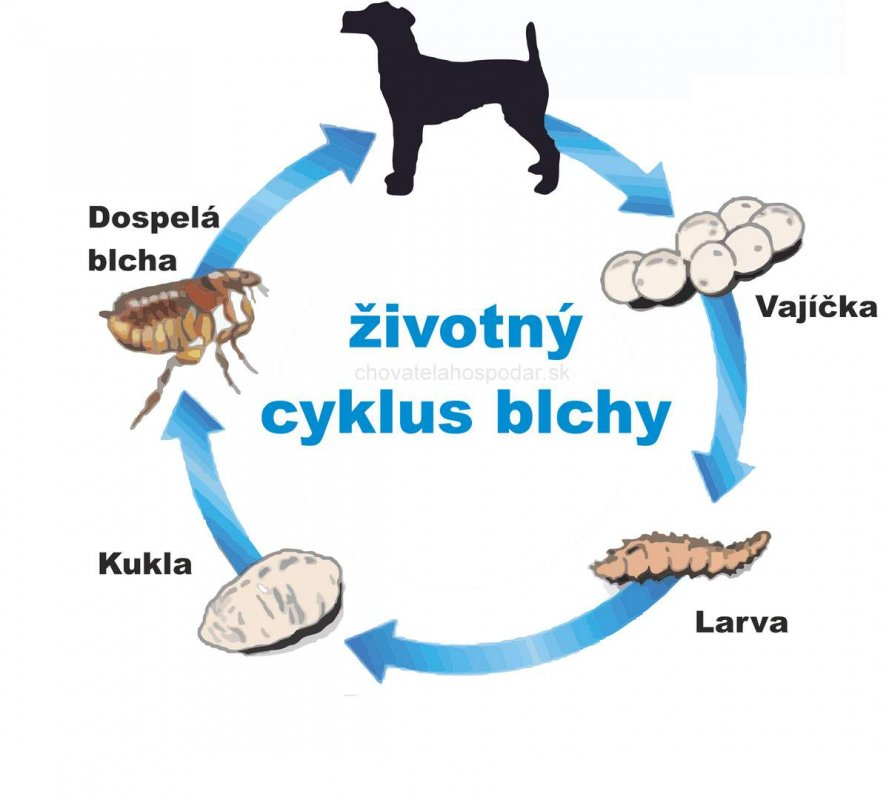 Dospelá
blcha
Vajíčka
životný
chovatelahospodar.sk
cyklus blchy
Kukla
Larva